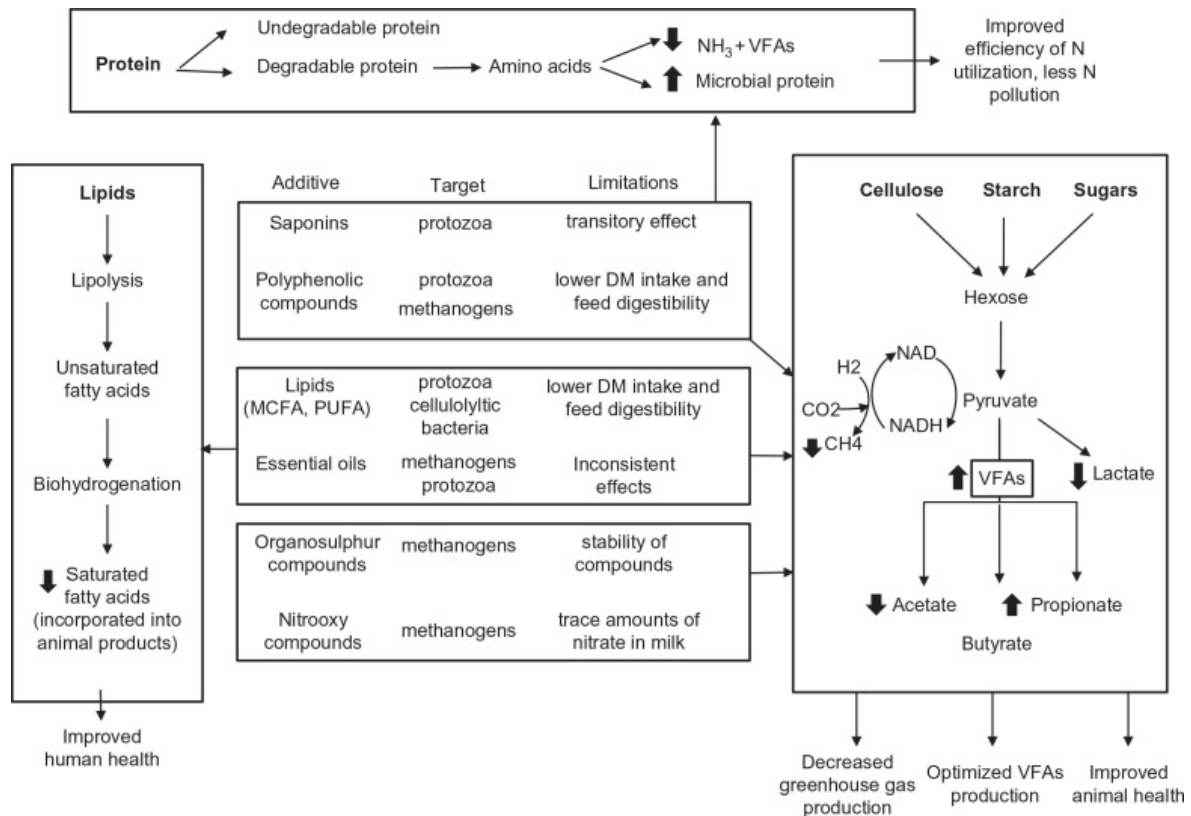 Protein
Undegradable protein
Degradable protein
Amino acids
NH3 + VFAs
Microbial protein
Improved
efficiency of N
utilization, less N
pollution
Lipids
Lipolysis
Unsaturated
fatty acids
Biohydrogenation
Saturated
fatty acids
(incorporated into
animal products)
Improved
human health
Additive Target Limitations
Saponins protozoa transitory effect
Polyphenolic protozoa lower DM intake and
compounds methanogens feed digestibility
Lipids protozoa lower DM intake and
(MCFA, PUFA) cellulolyltic feed digestibility
bacteria
Essential oils methanogens Inconsistent
protozoa effects
Organosulphur methanogens stability of
compounds compounds
Nitrooxy methanogens trace amounts of
compounds nitrate in milk
Cellulose Starch Sugars
Hexose
H2 NAD
CO2 Pyruvate
CH4 NADH
VFAs Lactate
Acetate Propionate
Butyrate
Decreased
greenhouse gas
production
Optimized VFAs
production
Improved
animal health